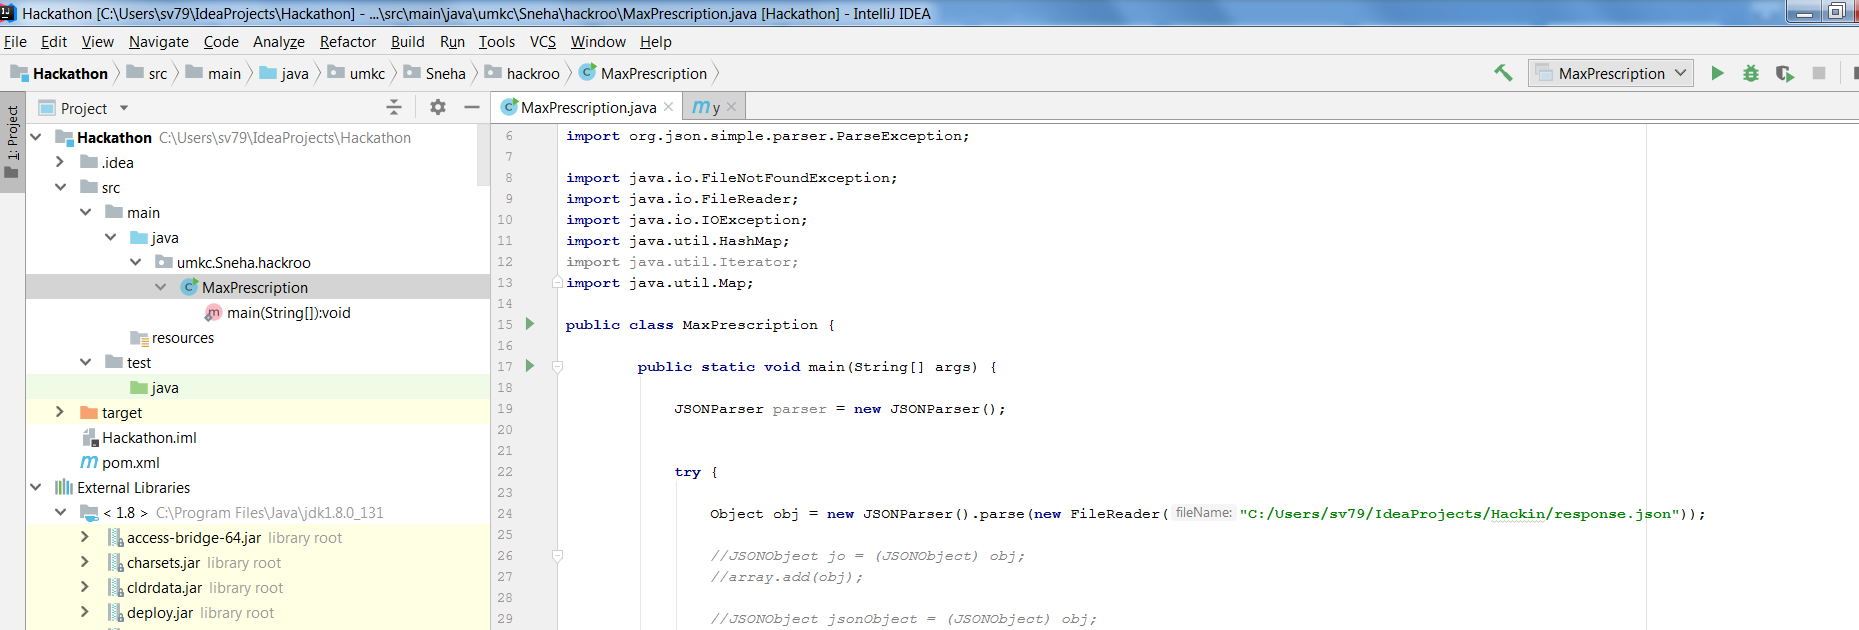 Hackathon [C:\Users\sv79\IdeaProjects\Hackathon] - ...\src\main\java\umkc\Sneha\hackroo\MaxPrescription.java [Hackathon] - IntelliJ IDEA
File Edit View Navigate Code Analyze Refactor Build Run Tools VCS Window Help
Hackathon src main java umkc Sneha hackroo MaxPrescription MaxPrescription
1: Project
Project
Hackathon C:\Users\sv79\IdeaProjects\Hackathon
.idea
src
main
java
umkc.Sneha.hackroo
MaxPrescription
main(String[]):void
resources
test
java
target
Hackathon.iml
pom.xml
External Libraries
< 1.8 > C:\Program Files\Java\jdk1.8.0_131
access-bridge-64.jar library root
charsets.jar library root
cldrdata.jar library root
deploy.jar library root
MaxPrescription.java m y
6 import org.json.simple.parser.ParseException;
7
8 import java.io.FileNotFoundException;
9 import java.io.FileReader;
10 import java.io.IOException;
11 import java.util.HashMap;
12 import java.util.Iterator;
13 import java.util.Map;
14
15 public class MaxPrescription {
16
17 public static void main(String[] args) {
18
19 JSONParser parser = new JSONParser();
20
21
22 try {
23
24 Object obj = new JSONParser().parse(new FileReader( fileName: "C:/Users/sv79/IdeaProjects/Hackin/response.json"));
25
26 //JSONObject jo = (JSONObject) obj;
27 //array.add(obj);
28
29 //JSONObject jsonObject = (JSONObject) obj;